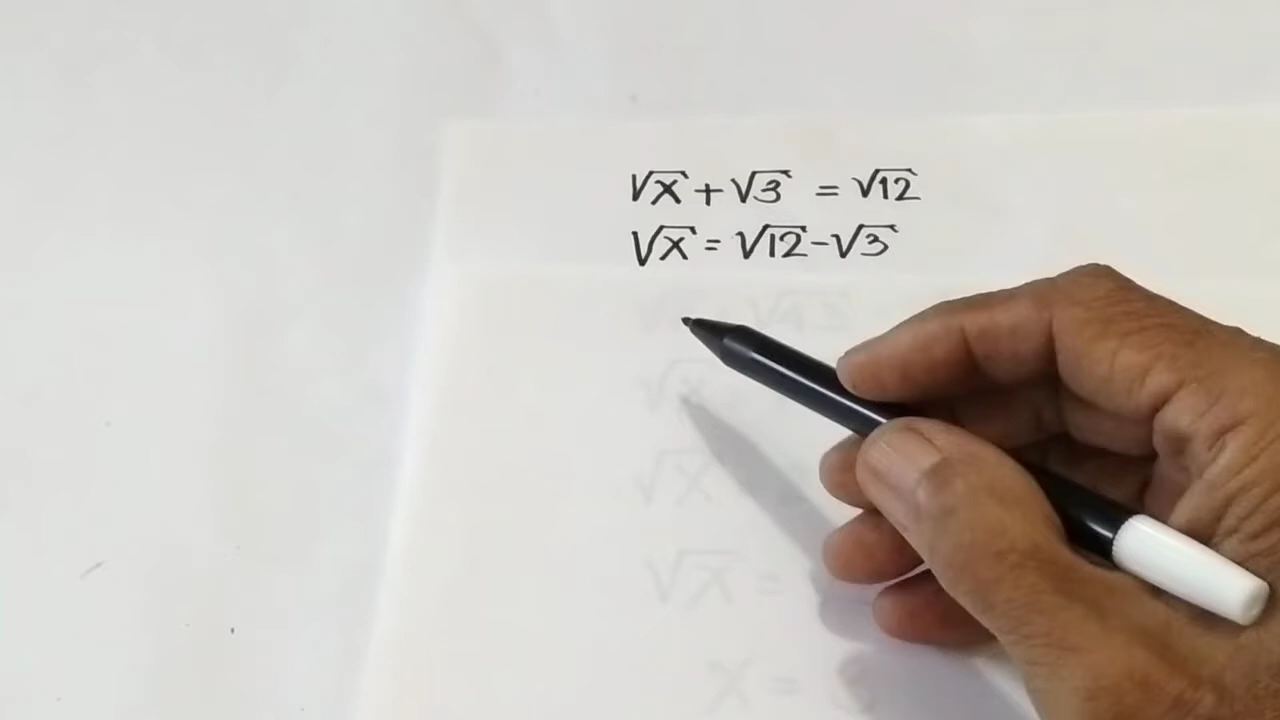 √x + √3 = √12
√x = √12 - √3
√x
√x
√x =
x =